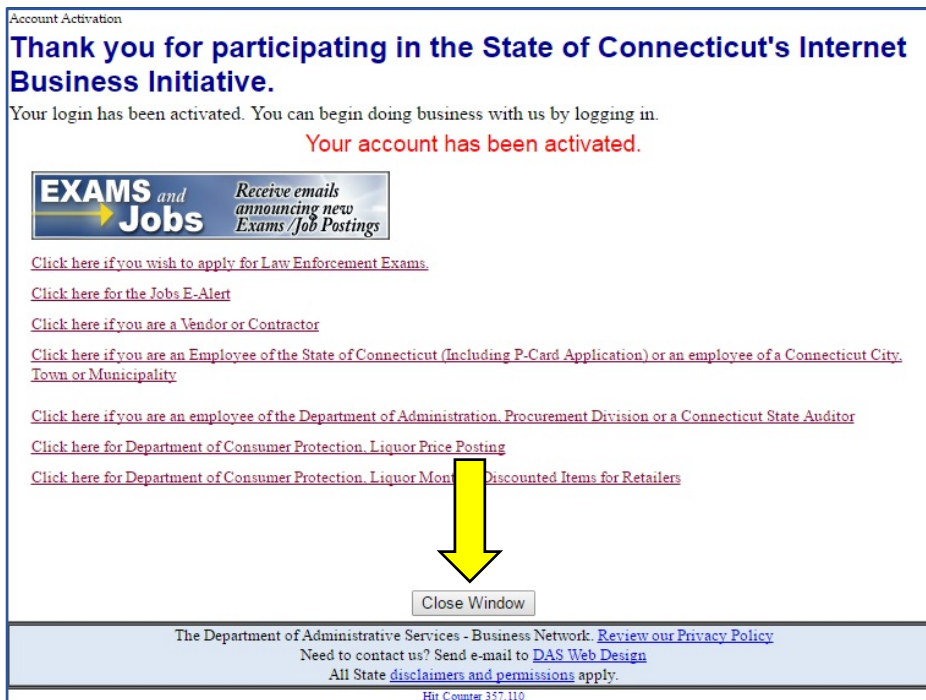 Account Activation
Thank you for participating in the State of Connecticut's Internet
Business Initiative.
Your login has been activated. You can begin doing business with us by logging in.
Your account has been activated.
EXAMS and
Jobs
Receive emails
announcing new
Exams/Job Postings
Click here if you wish to apply for Law Enforcement Exams.
Click here for the Jobs E-Alert
Click here if you are a Vendor or Contractor
Click here if you are an Employee of the State of Connecticut (Including P-Card Application) or an employee of a Connecticut City,
Town or Municipality
Click here if you are an employee of the Department of Administration, Procurement Division or a Connecticut State Auditor
Click here for Department of Consumer Protection, Liquor Price Posting
Click here for Department of Consumer Protection, Liquor Discounted Items for Retailers
Close Window
The Department of Administrative Services - Business Network. Review our Privacy Policy
Need to contact us? Send e-mail to DAS Web Design
All State disclaimers and permissions apply.
Hit Counter 357,110